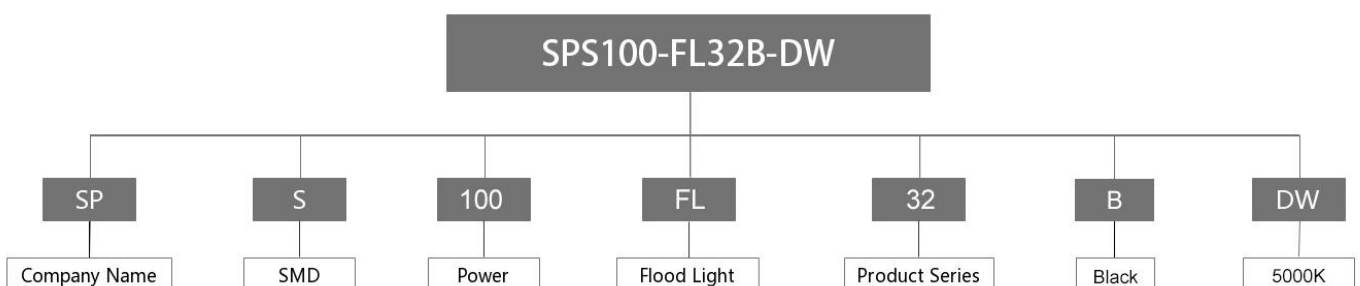 SPS100-FL32B-DW
SP S 100 FL 32 B DW
Company Name SMD Power Flood Light Product Series Black 5000K